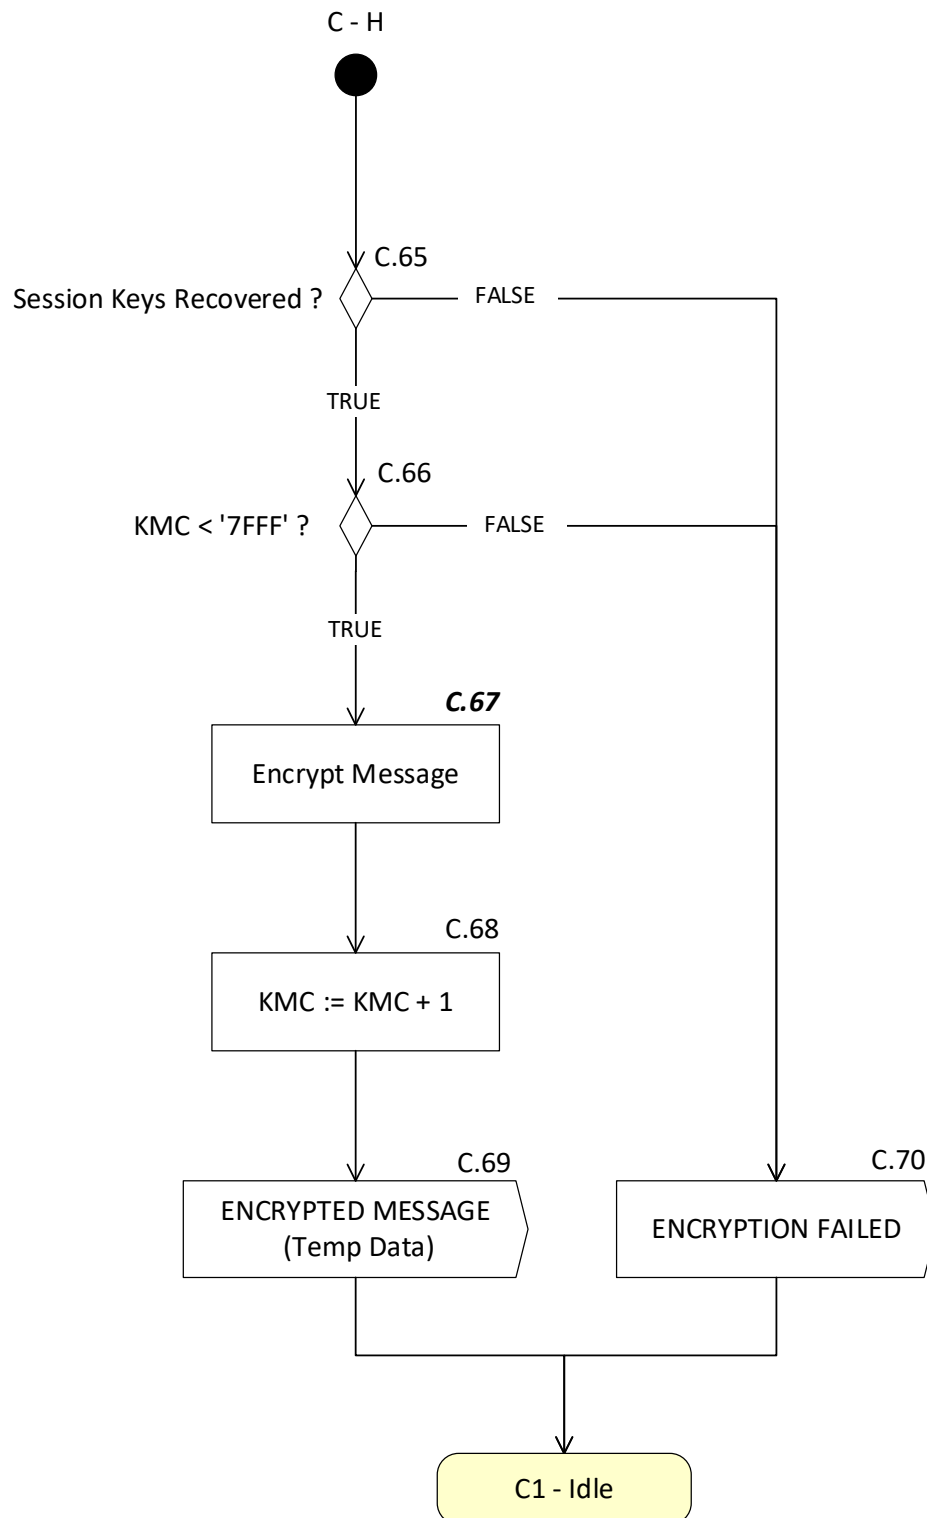 C - H
C.65
Session Keys Recovered ?
FALSE
TRUE
C.66
KMC < '7FFF' ?
FALSE
TRUE
C.67
Encrypt Message
C.68
KMC := KMC + 1
C.69
ENCRYPTED MESSAGE
(Temp Data)
C.70
ENCRYPTION FAILED
C1 - Idle